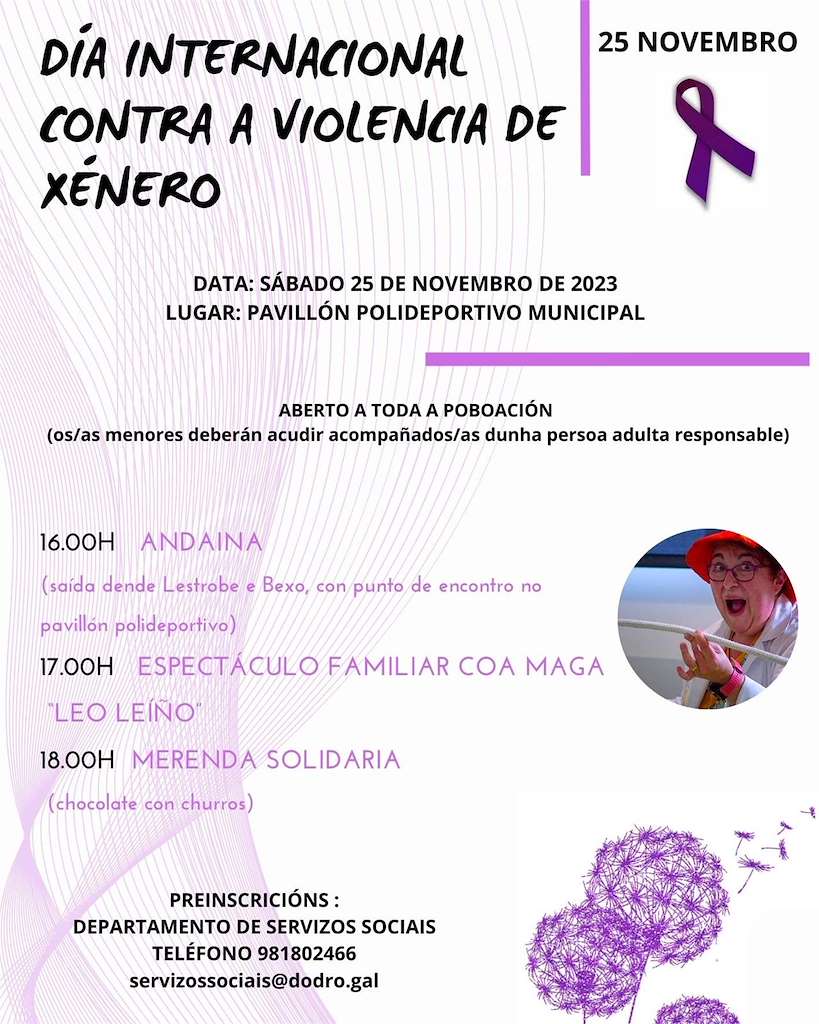 DÍA INTERNACIONAL
CONTRA A VIOLENCIA DE
XÉNERO
25 NOVEMBRO
DATA: SÁBADO 25 DE NOVEMBRO DE 2023
LUGAR: PAVILLÓN POLIDEPORTIVO MUNICIPAL
ABERTO A TODA A POBOACIÓN
(os/as menores deberán acudir acompañados/as dunha persoa adulta responsable)
16.00H ANDAINA
(saída dende Lestrobe e Bexo, con punto de encontro no
pavillón polideportivo)
17.00H ESPECTÁCULO FAMILIAR COA MAGA
"LEO LEÍÑO"
18.00H MERENDA SOLIDARIA
(chocolate con churros)
PREINSCRICIÓNS :
DEPARTAMENTO DE SERVIZOS SOCIAIS
TELÉFONO 981802466
servizossociais@dodro.gal